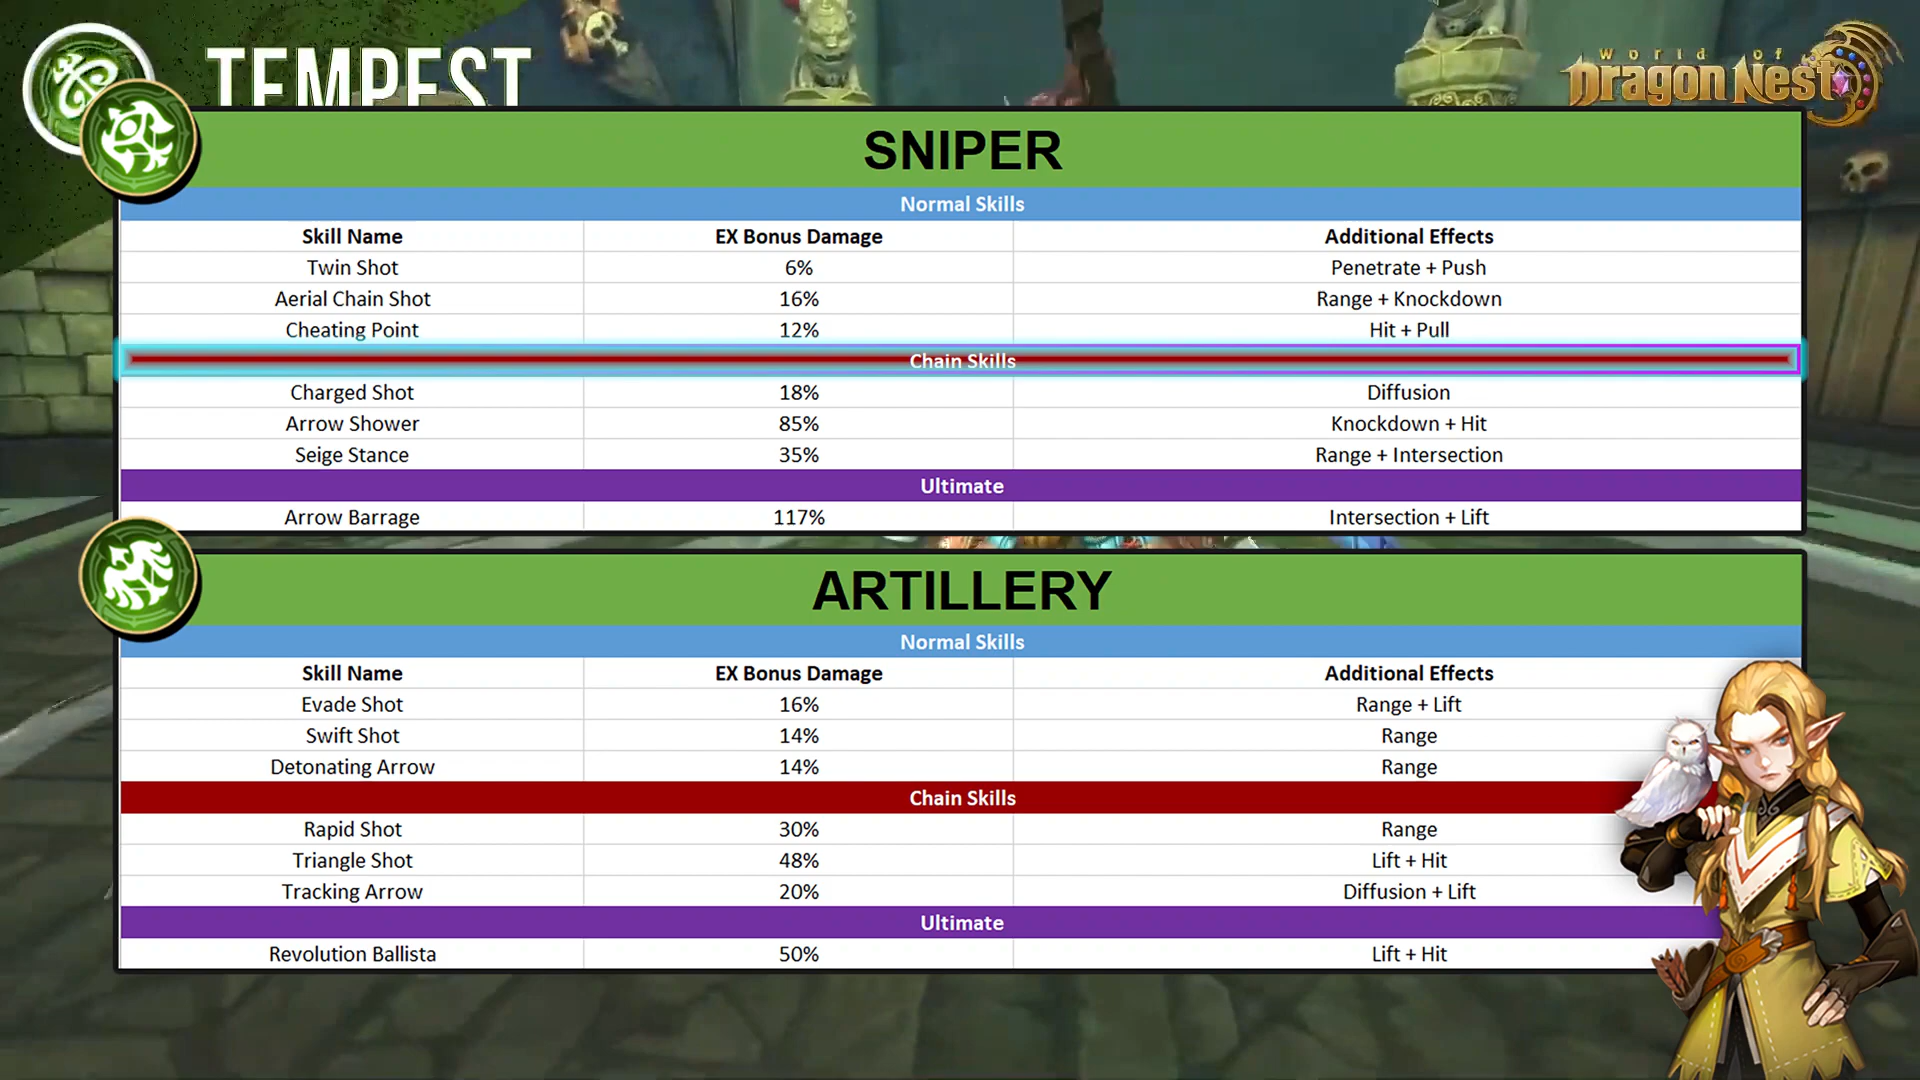 TEMPEST
World of
Dragon Nest
SNIPER
Normal Skills
Skill Name EX Bonus Damage Additional Effects
Twin Shot 6% Penetrate + Push
Aerial Chain Shot 16% Range + Knockdown
Cheating Point 12% Hit + Pull
Chain Skills
Charged Shot 18% Diffusion
Arrow Shower 85% Knockdown + Hit
Seige Stance 35% Range + Intersection
Ultimate
Arrow Barrage 117% Intersection + Lift
ARTILLERY
Normal Skills
Skill Name EX Bonus Damage Additional Effects
Evade Shot 16% Range + Lift
Swift Shot 14% Range
Detonating Arrow 14% Range
Chain Skills
Rapid Shot 30% Range
Triangle Shot 48% Lift + Hit
Tracking Arrow 20% Diffusion + Lift
Ultimate
Revolution Ballista 50% Lift + Hit